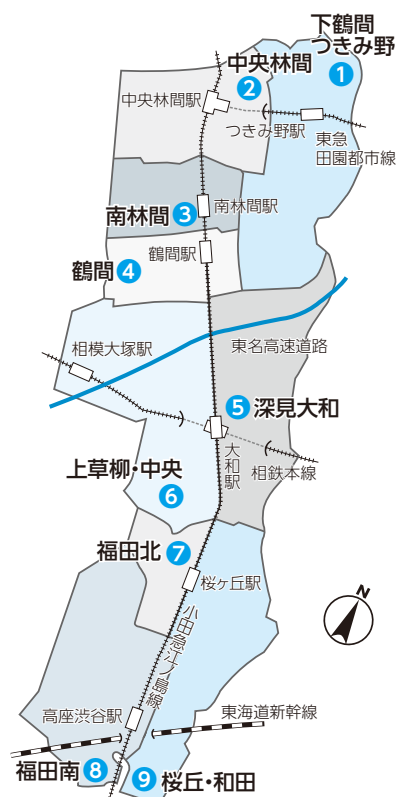 下鶴間
つきみ野
1
中央林間
2
中央林間駅
つきみ野駅
東急
田園都市線
南林間 3
南林間駅
鶴間駅
鶴間 4
相模大塚駅
東名高速道路
5 深見大和
大和駅
相鉄本線
上草柳・中央
6
福田北 7
桜ヶ丘駅
N
小田急江ノ島線
高座渋谷駅
東海道新幹線
福田南 8
9 桜丘・和田